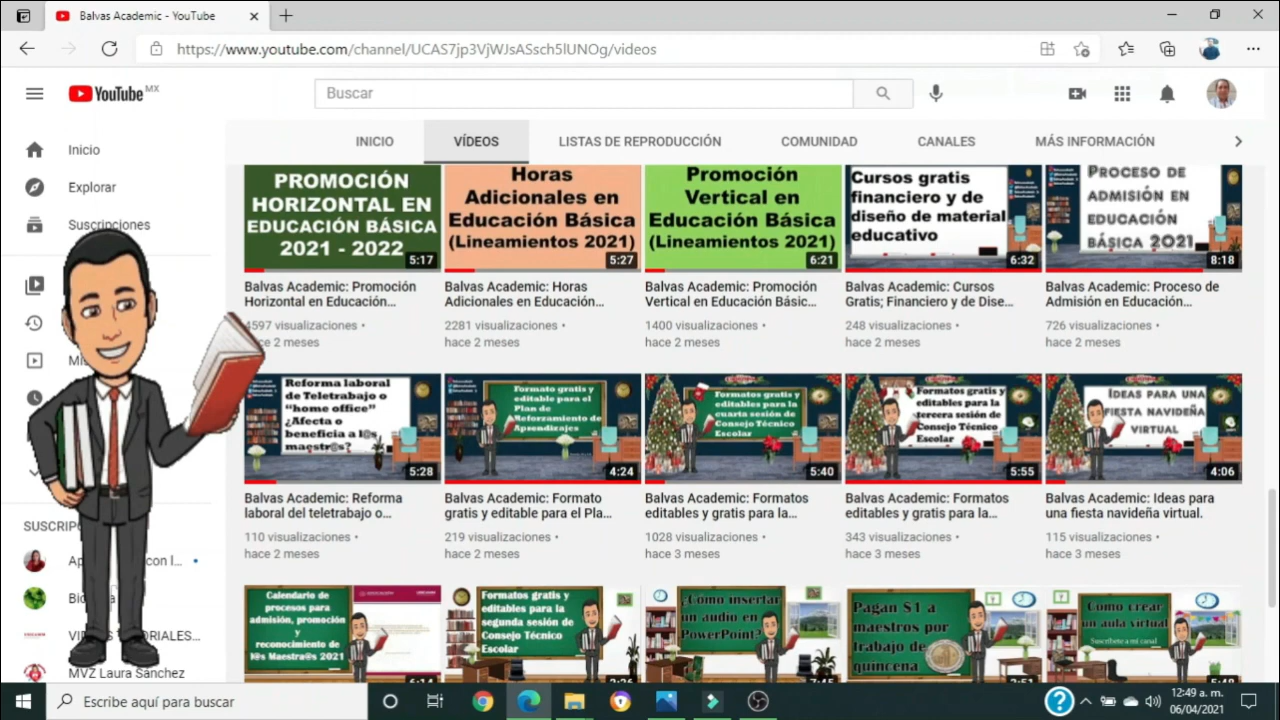 Balvas Academic - YouTube
https://www.youtube.com/channel/UCAS7jp3VjWJsASsch5lUNOg/videos
YouTube MX
Buscar
INICIO
VÍDEOS
LISTAS DE REPRODUCCIÓN
COMUNIDAD
CANALES
MÁS INFORMACIÓN
Inicio
Explorar
Suscripciones
PROMOCIÓN
HORIZONTAL EN
EDUCACIÓN BÁSICA
2021 - 2022
5:17
Horas
Adicionales en
Educación Básica
(Lineamientos 2021)
5:27
Promoción
Vertical en
Educación Básica
(Lineamientos 2021)
6:21
Cursos gratis
financiero y de
diseño de material
educativo
6:32
PROCESO DE
ADMISIÓN EN
EDUCACIÓN
BÁSICA 2021
8:18
Balvas Academic: Promoción
Horizontal en Educación...
4597 visualizaciones •
hace 2 meses
Balvas Academic: Horas
Adicionales en Educación...
2281 visualizaciones •
hace 2 meses
Balvas Academic: Promoción
Vertical en Educación Básic...
1400 visualizaciones •
hace 2 meses
Balvas Academic: Cursos
Gratis; Financiero y de Dise...
248 visualizaciones •
hace 2 meses
Balvas Academic: Proceso de
Admisión en Educación...
726 visualizaciones •
hace 2 meses
Reforma laboral
de Teletrabajo o
"home office"
¿Afecta o
beneficia a l@s
maestr@s?
5:28
Formato gratis y
editable para el
Plan de
Reforzamiento de
Aprendizajes
4:24
Formatos gratis y
editables para la
cuarta sesión de
Consejo Técnico
Escolar
5:40
Formatos gratis y
editables para la
tercera sesión de
Consejo Técnico
Escolar
5:55
IDEAS PARA UNA
FIESTA NAVIDEÑA
VIRTUAL
4:06
Balvas Academic: Reforma
laboral del teletrabajo o...
110 visualizaciones •
hace 2 meses
Balvas Academic: Formato
gratis y editable para el Pla...
219 visualizaciones •
hace 2 meses
Balvas Academic: Formatos
editables y gratis para la...
1028 visualizaciones •
hace 3 meses
Balvas Academic: Formatos
editables y gratis para la...
343 visualizaciones •
hace 3 meses
Balvas Academic: Ideas para
una fiesta navideña virtual.
115 visualizaciones •
hace 3 meses
SUSCRIP
con l...
VI TORIALES...
MVZ Laura Sánchez
Calendario de
procesos para
admisión, promoción
y
reconocimiento de
l@s Maestr@s 2021
Formatos gratis y
editables para la
segunda sesión de
Consejo Técnico
Escolar
¿Cómo insertar
un audio en
PowerPoint?
Pagan $1 a
maestros por
trabajo de
quincena
Cómo crear
un aula virtual
Suscríbete a mi canal
Escribe aquí para buscar
12:49 a. m.
06/04/2021